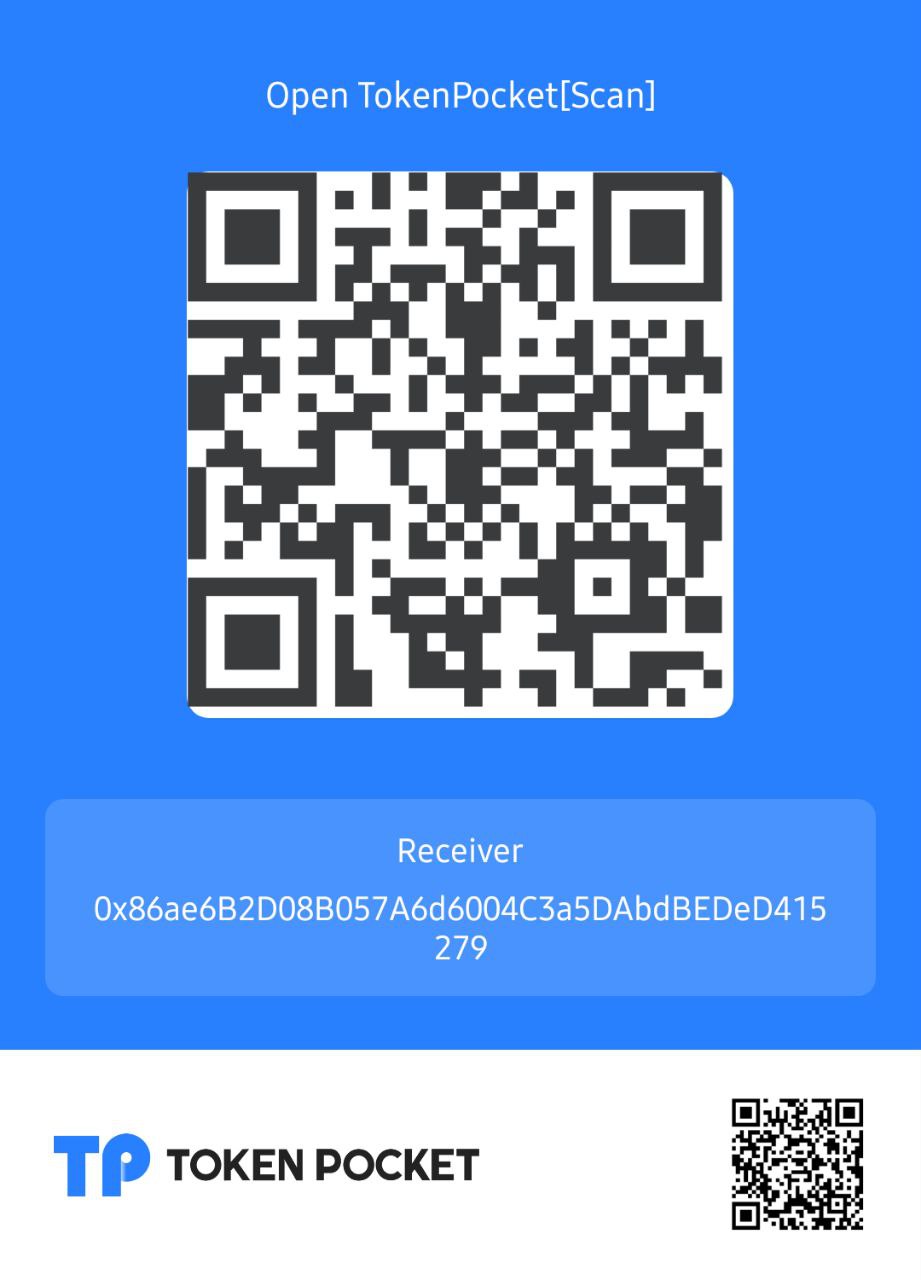 Open TokenPocket[Scan]
Receiver
0x86ae6B2D08B057A6d6004C3a5DAbdBEDeD415
279
TP TOKEN POCKET